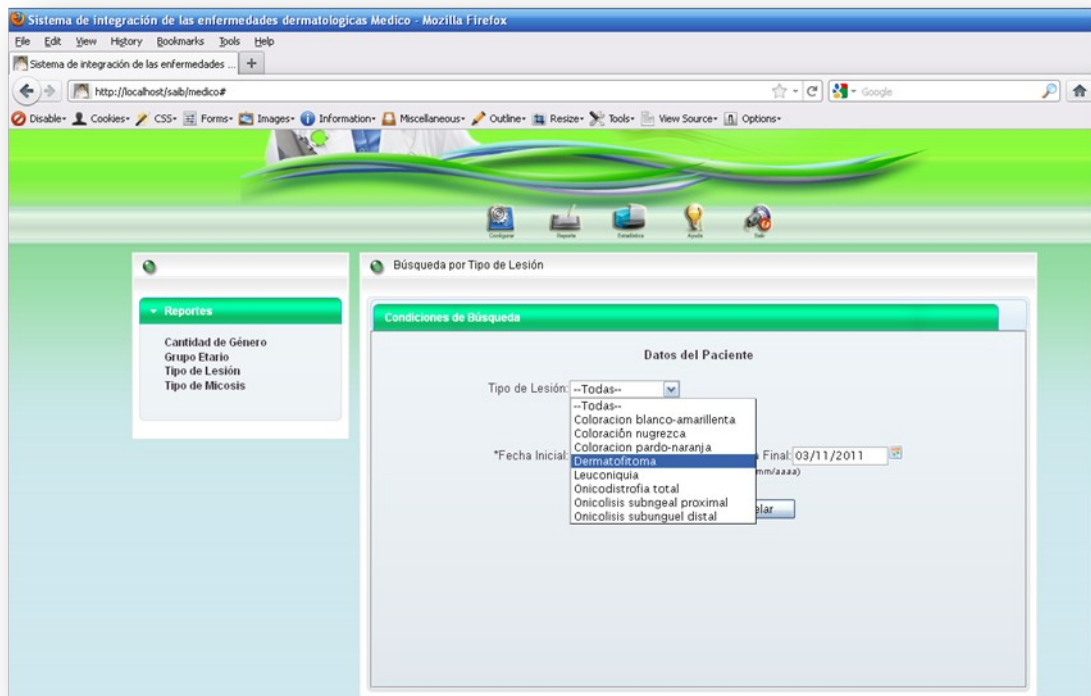 Sistema de integración de las enfermedades dermatologicas Medico - Mozilla Firefox
File Edit View History Bookmarks Tools Help
Sistema de integración de las enfermedades ... +
http://localhost/saib/medico#
Google
Disable Cookies CSS Forms Images Information Miscellaneous Outline Resize Tools View Source Options
Configurar Reporte Estadistica Ayuda Salir
Búsqueda por Tipo de Lesión
Reportes
Cantidad de Género
Grupo Etario
Tipo de Lesión
Tipo de Micosis
Condiciones de Búsqueda
Datos del Paciente
Tipo de Lesión: --Todas--
--Todas--
Coloracion blanco-amarillenta
Coloración nugrezca
Coloracion pardo-naranja
Dermatofitoma
Leuconiquia
Onicodistrofia total
Onicolisis subngeal proximal
Onicolisis subunguel distal
*Fecha Inicial: Final: 03/11/2011
mm/aaaa)
elar